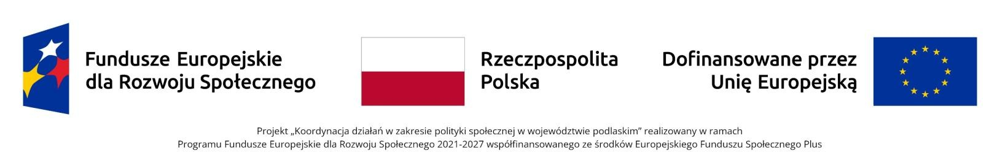 Fundusze Europejskie
dla Rozwoju Społecznego
Rzeczpospolita
Polska
Dofinansowane przez
Unię Europejską
Projekt „Koordynacja działań w zakresie polityki społecznej w województwie podlaskim” realizowany w ramach
Programu Fundusze Europejskie dla Rozwoju Społecznego 2021-2027 współfinansowanego ze środków Europejskiego Funduszu Społecznego Plus